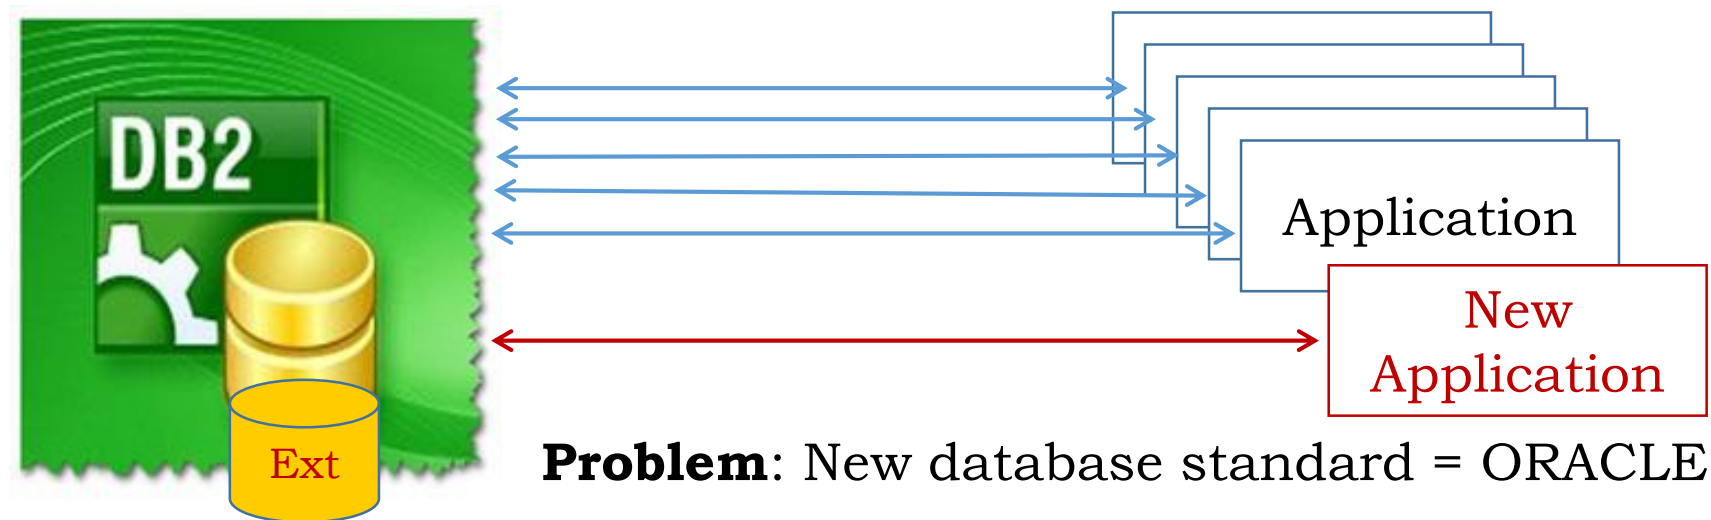 DB2
Application
New
Application
Ext
Problem: New database standard = ORACLE